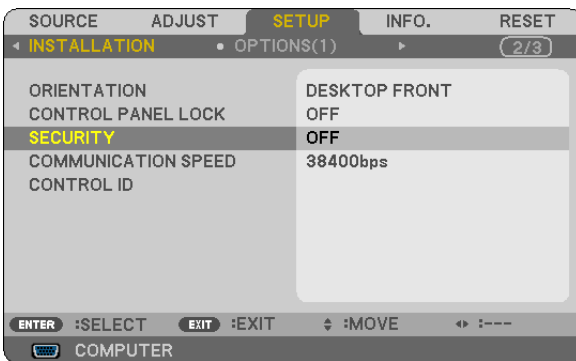 SOURCE ADJUST SETUP INFO. RESET
INSTALLATION OPTIONS(1) 2/3
ORIENTATION DESKTOP FRONT
CONTROL PANEL LOCK OFF
SECURITY OFF
COMMUNICATION SPEED 38400bps
CONTROL ID
ENTER :SELECT EXIT :EXIT :MOVE :---
COMPUTER